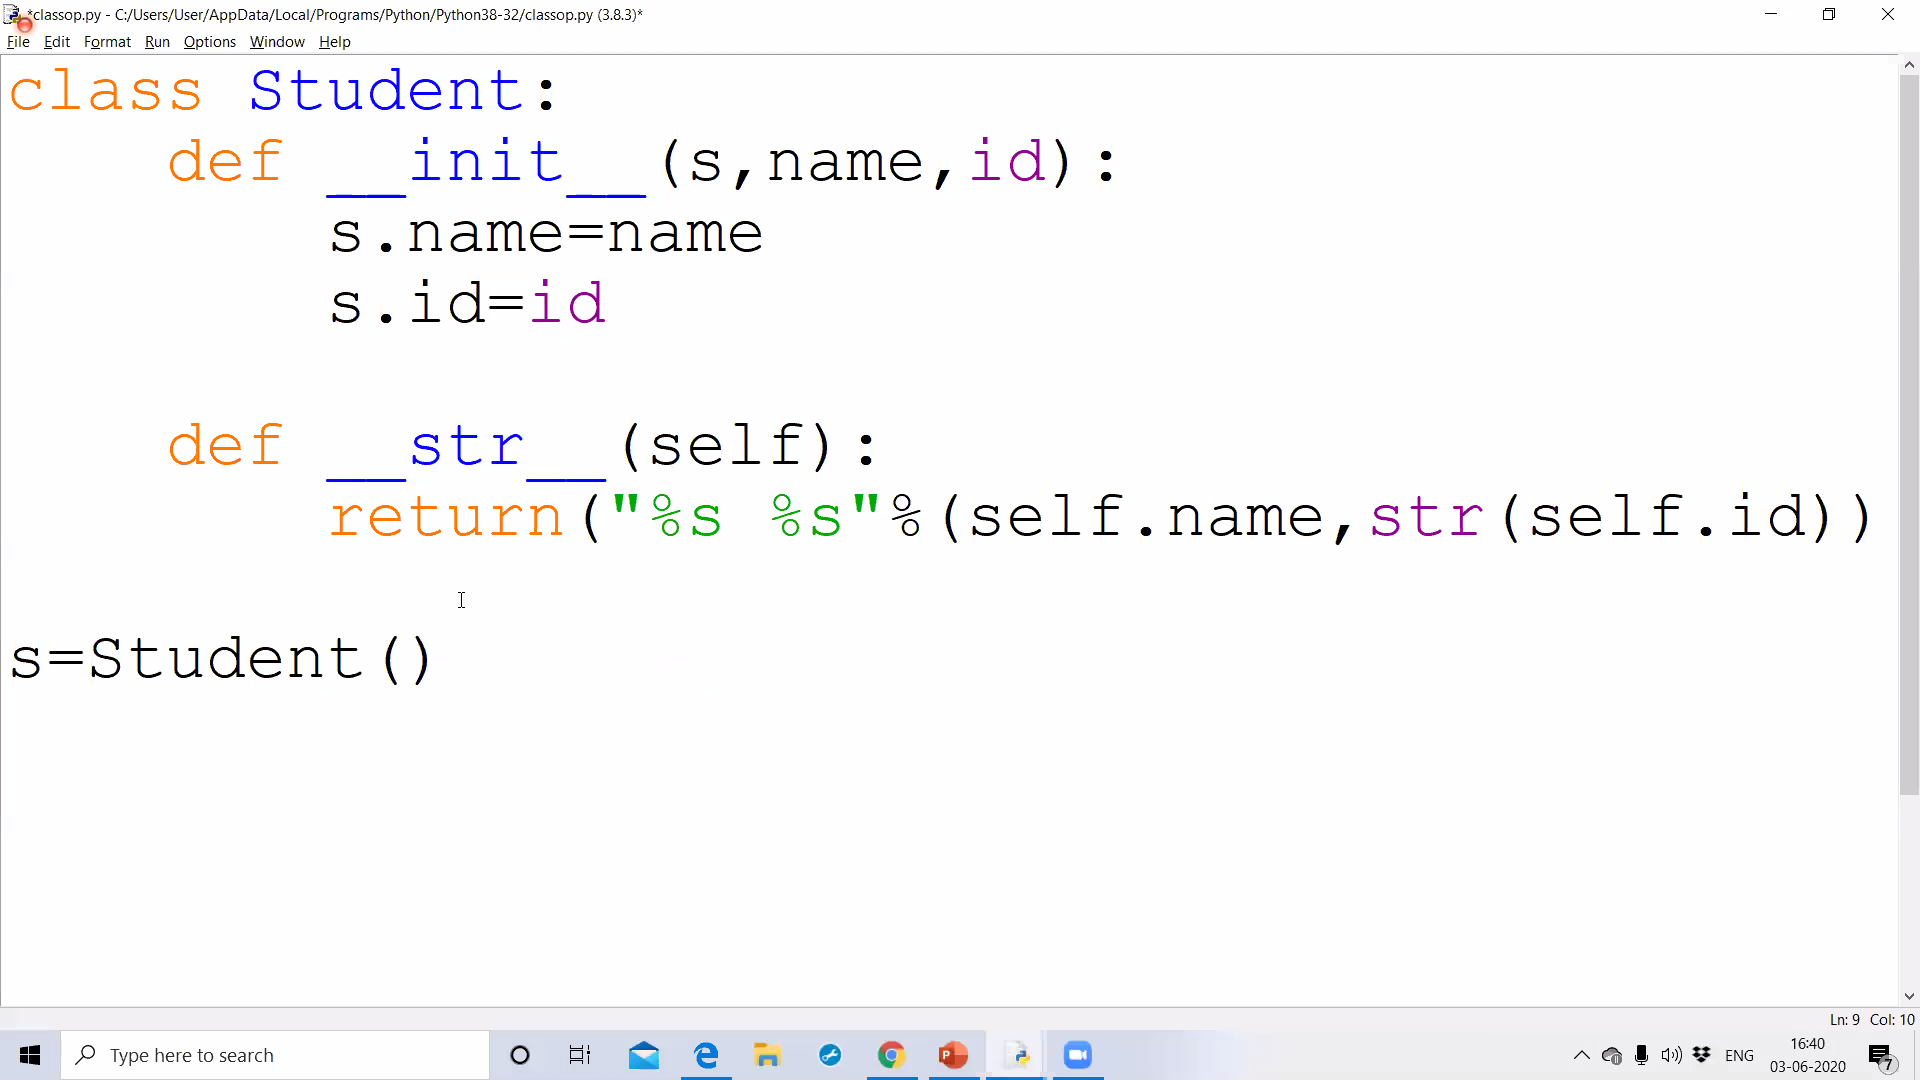 *classop.py - C:/Users/User/AppData/Local/Programs/Python/Python38-32/classop.py (3.8.3)*
File Edit Format Run Options Window Help
class Student:
    def __init__(s,name,id):
        s.name=name
        s.id=id
    def __str__(self):
        return("%s %s"%(self.name,str(self.id))
s=Student()
Ln: 9 Col: 10
Type here to search
ENG
16:40
03-06-2020
7